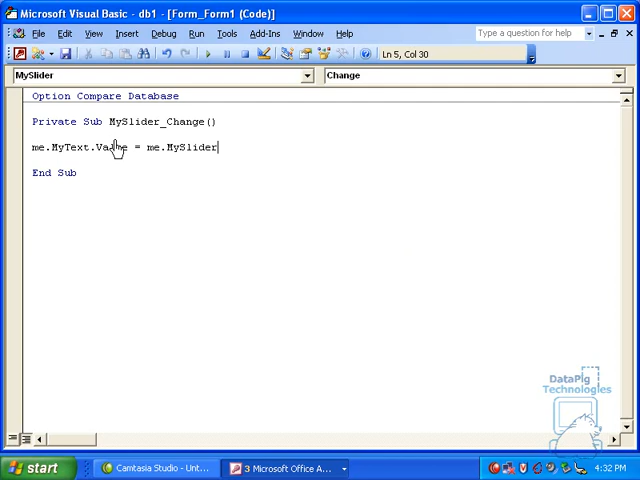 Microsoft Visual Basic - db1 - [Form_Form1 (Code)]
File Edit View Insert Debug Run Tools Add-Ins Window Help
Type a question for help
Ln 5, Col 30
MySlider
Change
Option Compare Database
Private Sub MySlider_Change()
me.MyText.Value = me.MySlider
End Sub
DataPig
Technologies
start
Camtasia Studio - Unt...
3 Microsoft Office A...
4:32 PM